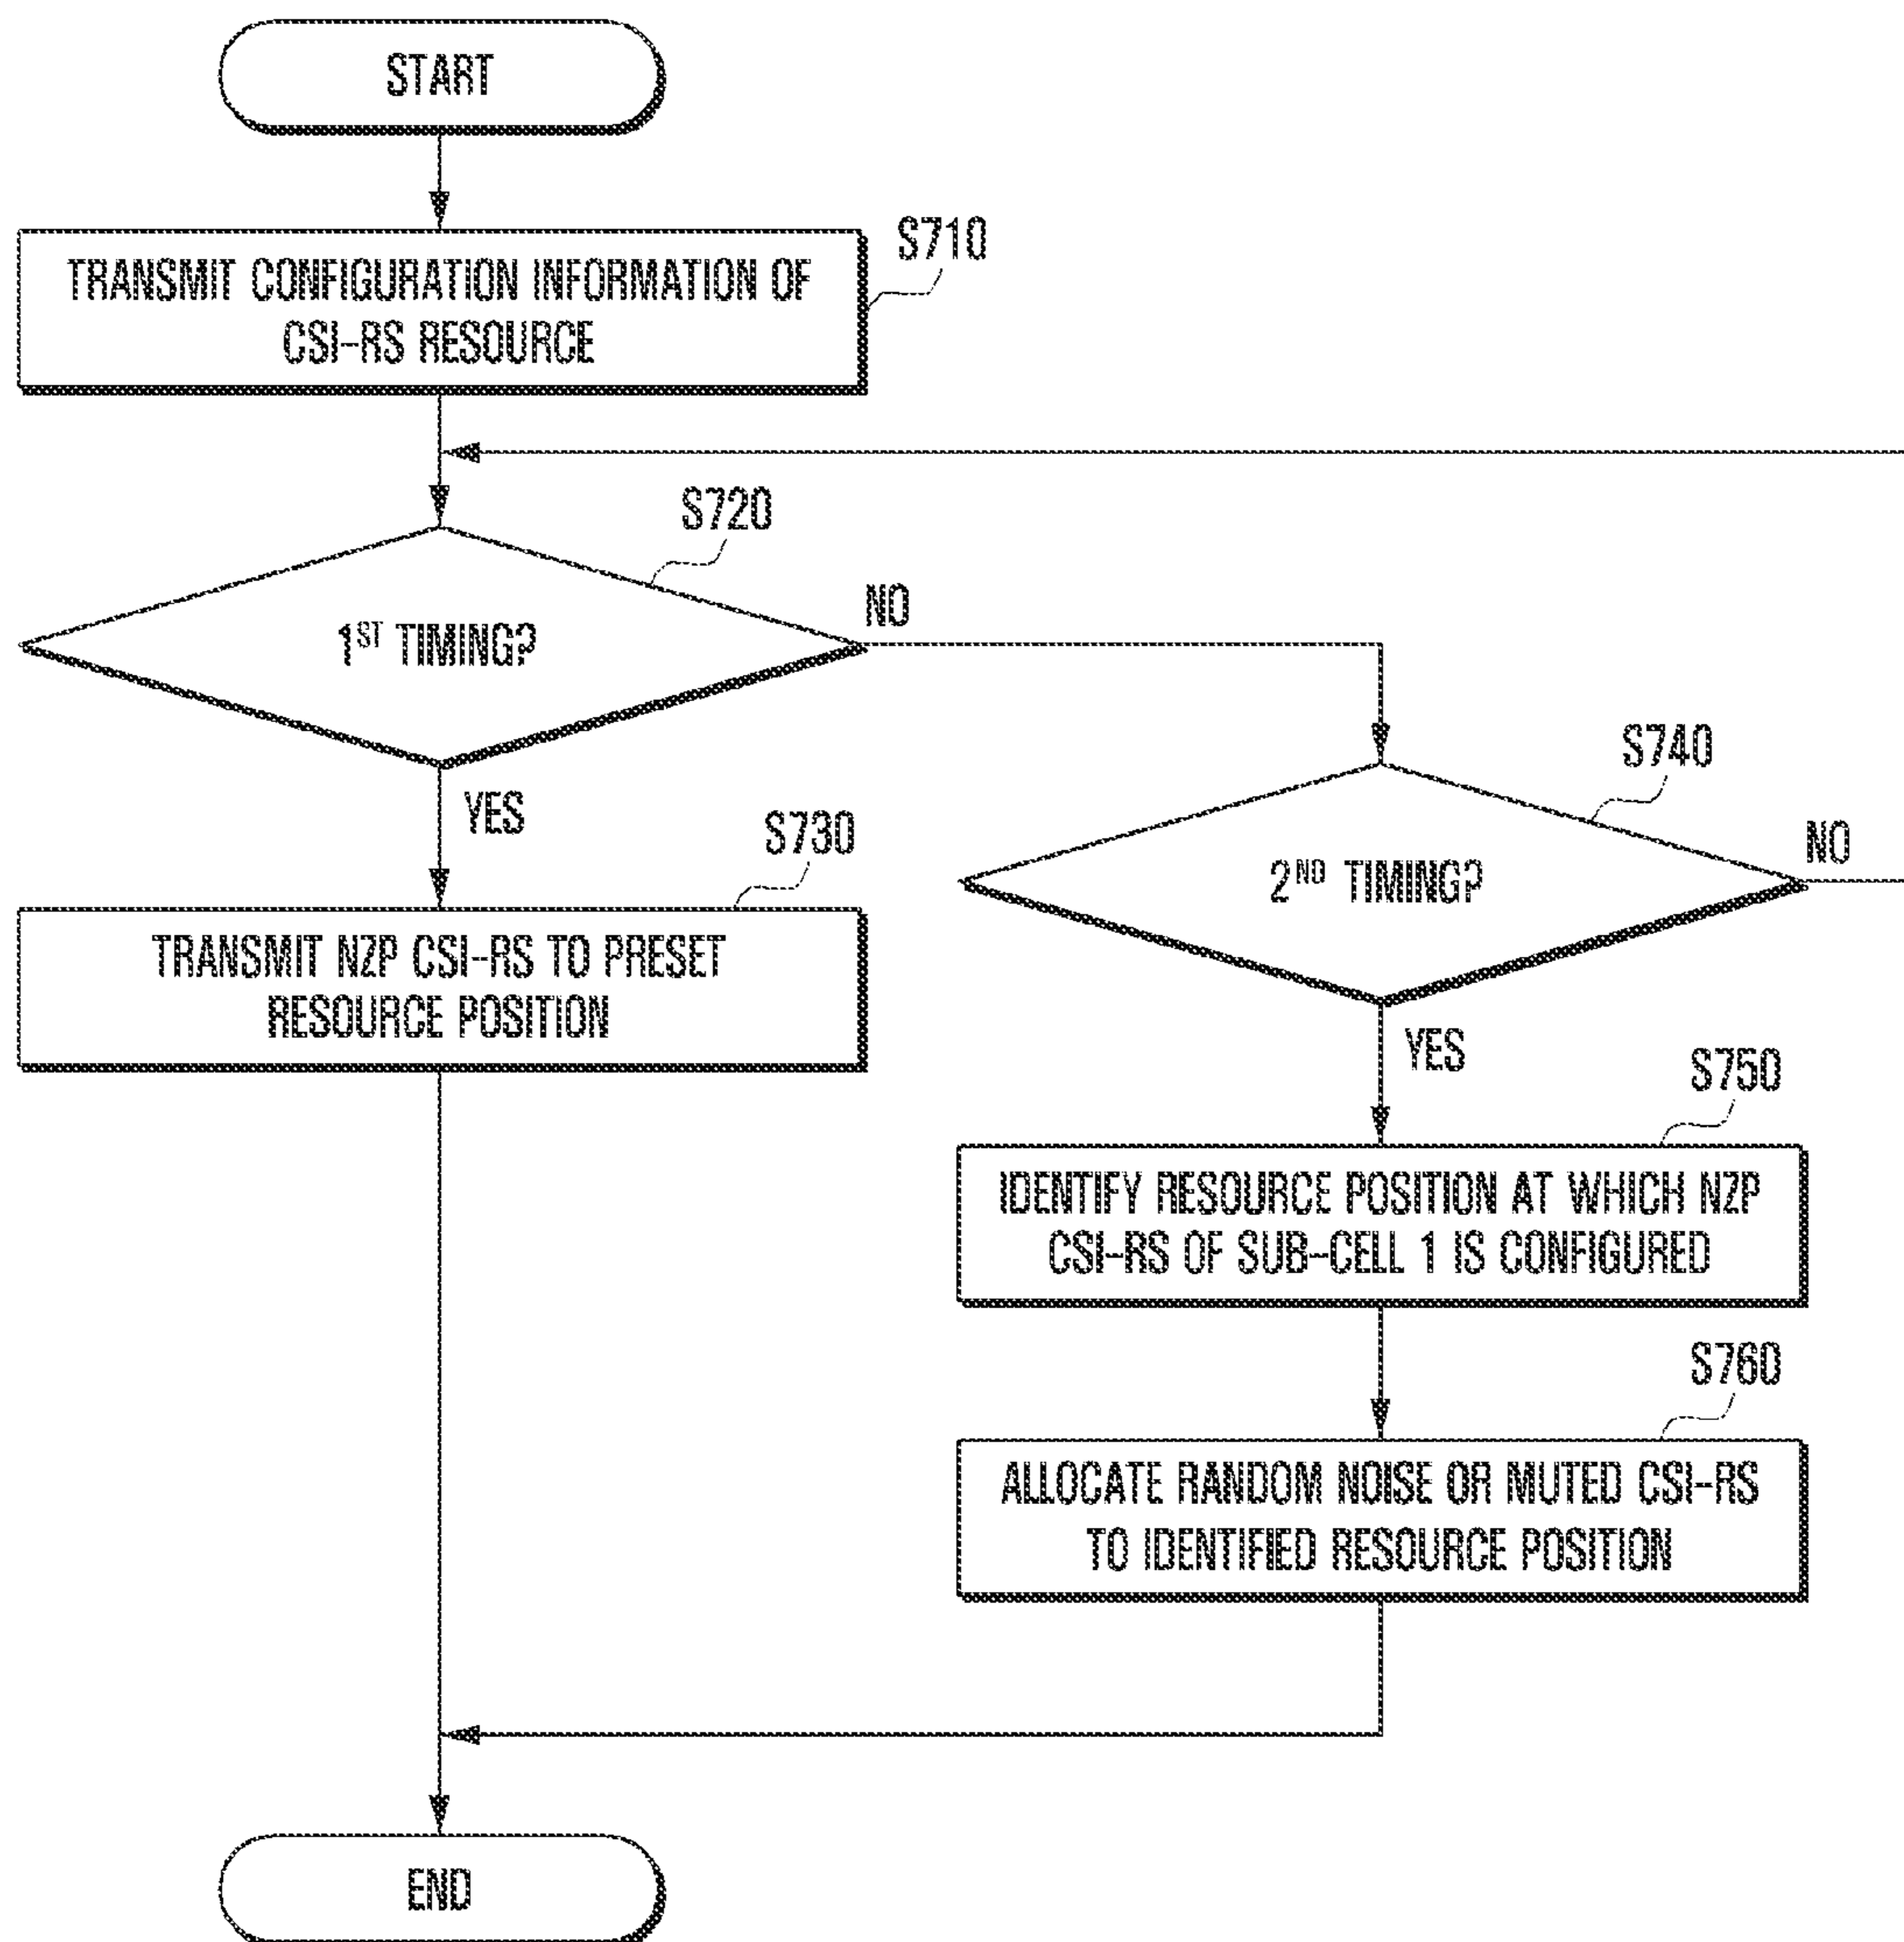 START
S710
TRANSMIT CONFIGURATION INFORMATION OF
CSI-RS RESOURCE
S720
1ST TIMING?
NO
YES
S730
TRANSMIT NZP CSI-RS TO PRESET
RESOURCE POSITION
S740
2ND TIMING?
NO
YES
S750
IDENTIFY RESOURCE POSITION AT WHICH NZP
CSI-RS OF SUB-CELL 1 IS CONFIGURED
S760
ALLOCATE RANDOM NOISE OR MUTED CSI-RS
TO IDENTIFIED RESOURCE POSITION
END